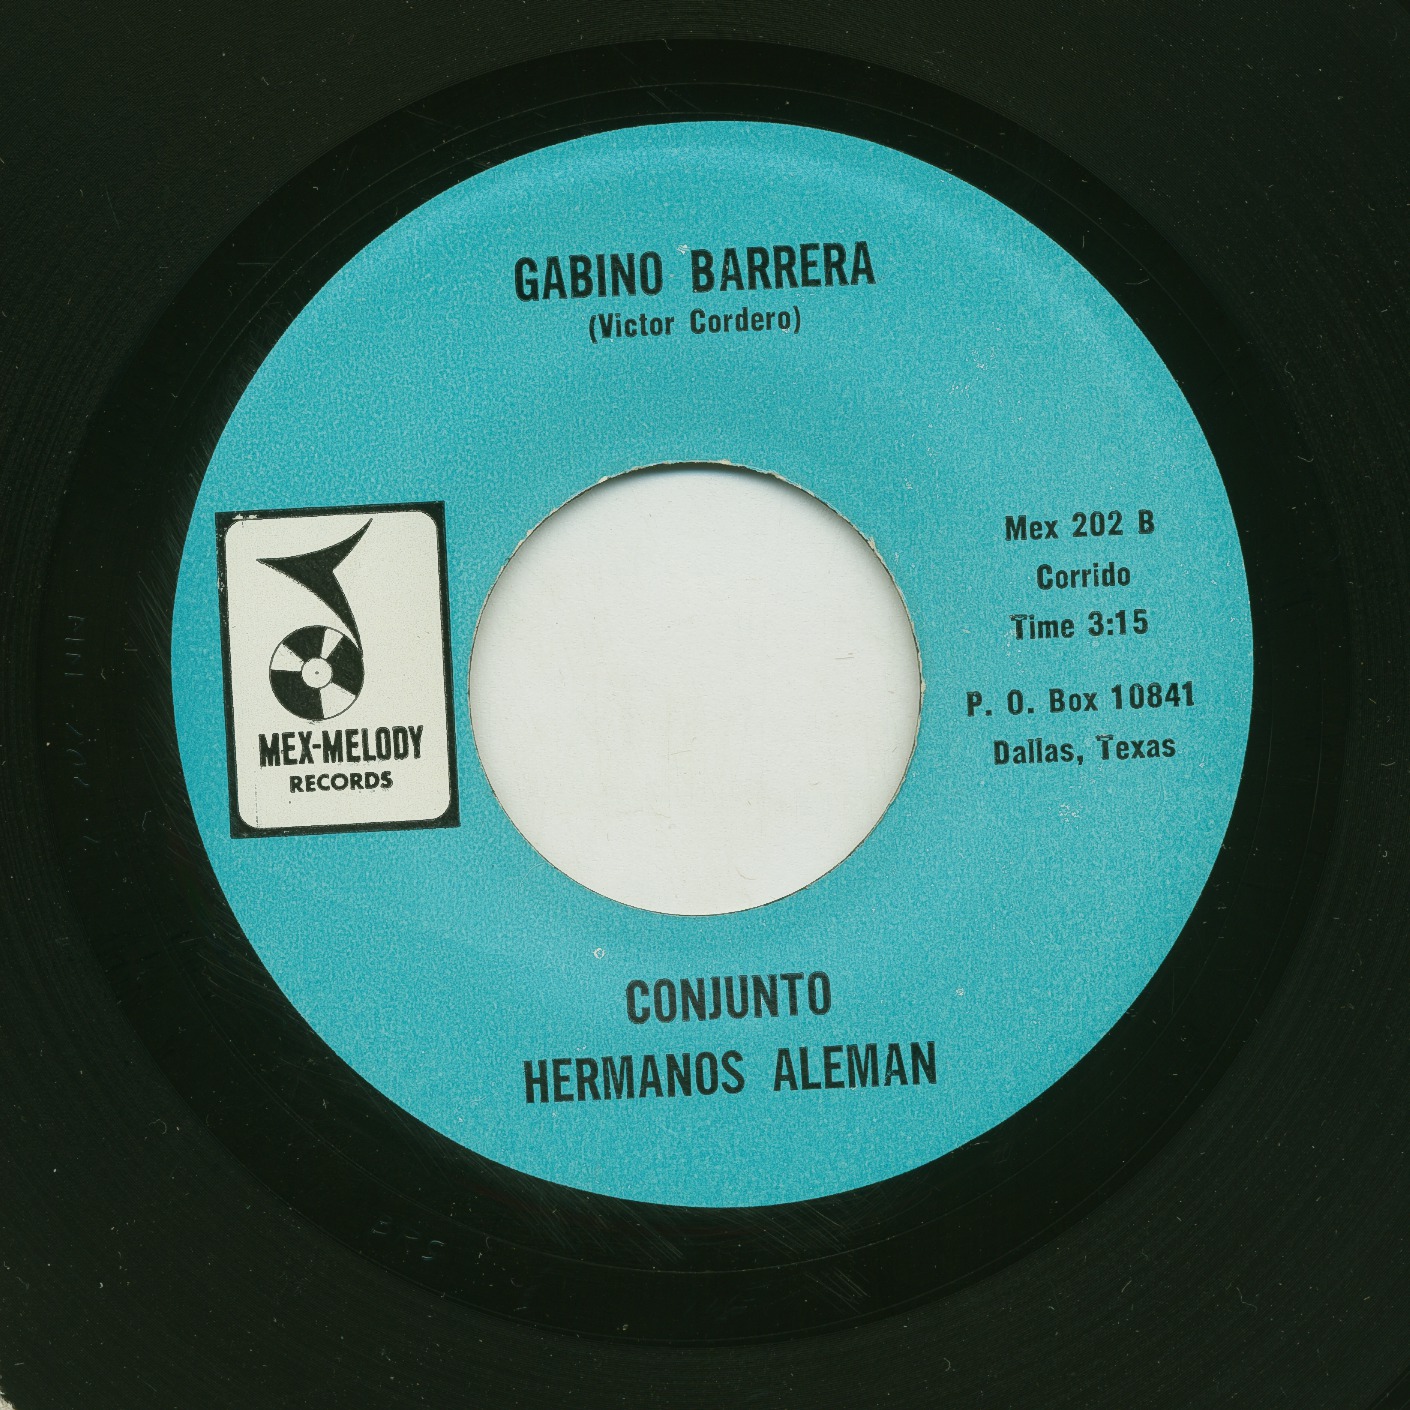 GABINO BARRERA
(Victor Cordero)
Mex 202 B
Corrido
Time 3:15
P. O. Box 10841
Dallas, Texas
MEX-MELODY
RECORDS
CONJUNTO
HERMANOS ALEMAN